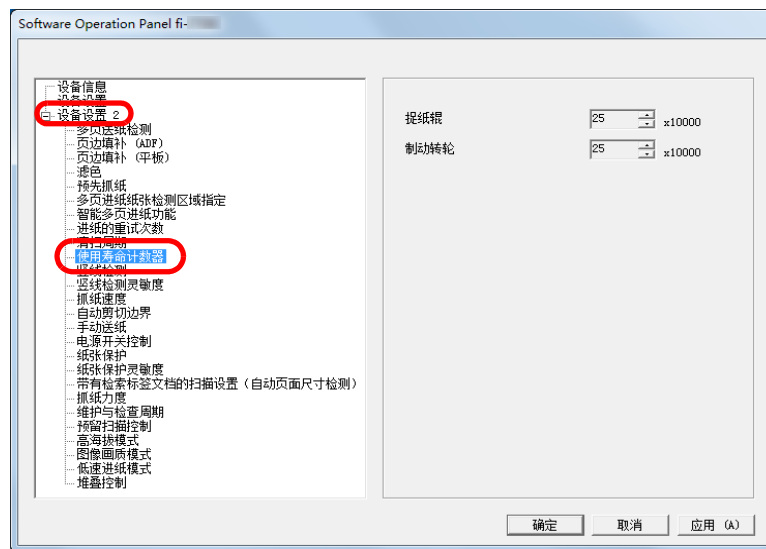 Software Operation Panel fi-
设备信息
设备设置
设备设置 2
多页送纸检测
页边填补 (ADF)
页边填补 (平板)
滤色
预先抓纸
多页进纸纸张检测区域指定
智能多页进纸功能
进纸的重试次数
清扫周期
使用寿命计数器
竖线检测
竖线检测灵敏度
抓纸速度
自动剪切边界
手动送纸
电源开关控制
纸张保护
纸张保护灵敏度
带有检索标签文档的扫描设置(自动页面尺寸检测)
抓纸力度
维护与检查周期
预留扫描控制
高海拔模式
图像画质模式
低速进纸模式
堆叠控制
捉纸辊 25 x10000
制动转轮 25 x10000
确定 取消 应用 (A)